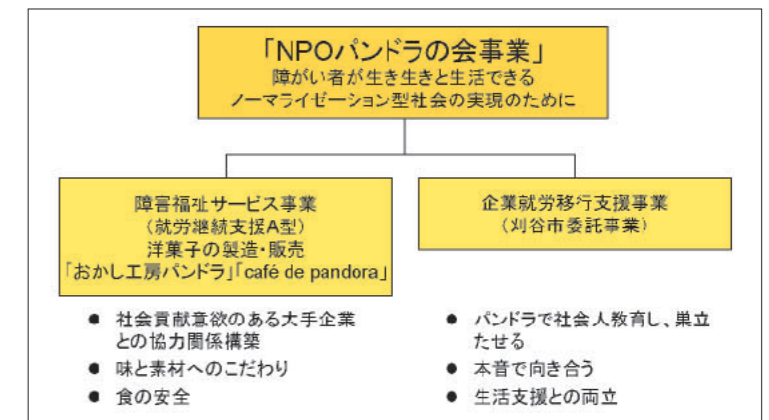 「NPOパンドラの会事業」
障がい者が生き生きと生活できる
ノーマライゼーション型社会の実現のために
障害福祉サービス事業
（就労継続支援A型）
洋菓子の製造・販売
「おかし工房パンドラ」「café de pandora」
● 社会貢献意欲のある大手企業
との協力関係構築
● 味と素材へのこだわり
● 食の安全
企業就労移行支援事業
（刈谷市委託事業）
● パンドラで社会人教育し、巣立
たせる
● 本音で向き合う
● 生活支援との両立